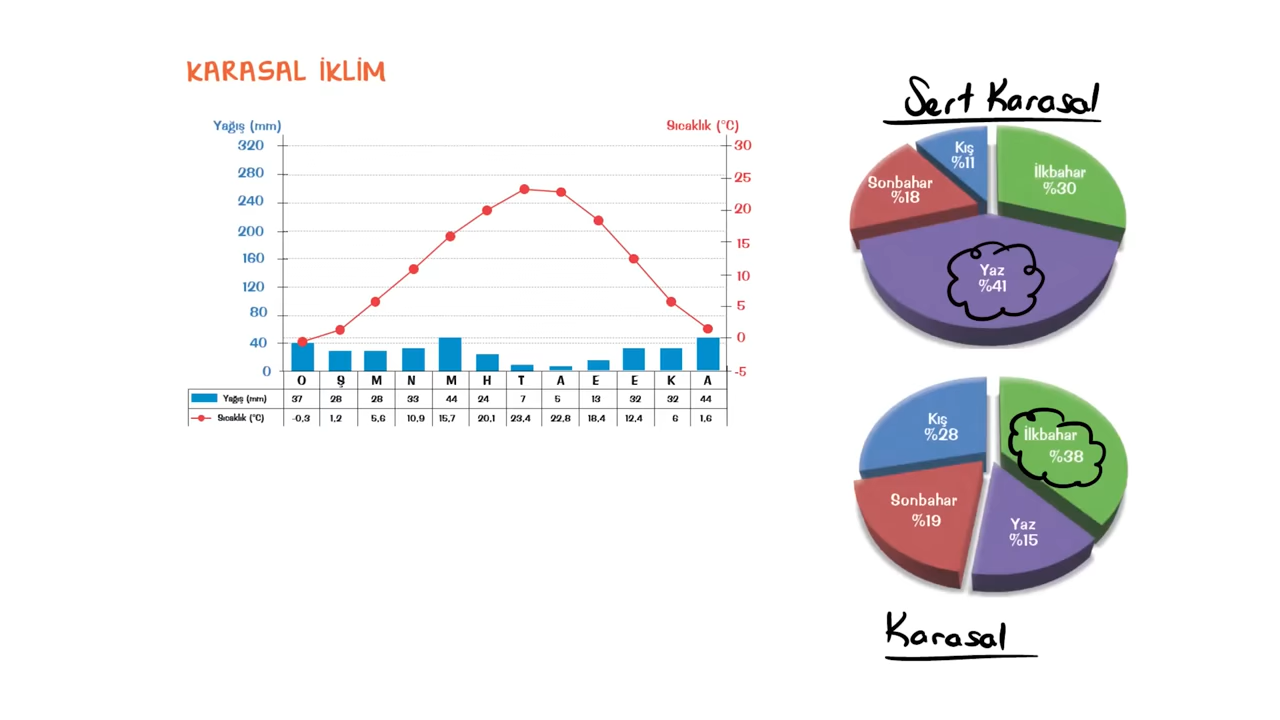 KARASAL İKLİM
Yağış (mm)
Sıcaklık (°C)
320
280
240
200
160
120
80
40
0
30
25
20
15
10
5
0
-5
O Ş M N M H T A E E K A
Yağış (mm) 37 28 28 33 44 24 7 5 13 32 32 44
Sıcaklık (°C) -0,3 1,2 5,6 10,9 15,7 20,1 23,4 22,8 18,4 12,4 6 1,6
Sert Karasal
Kış
%11
İlkbahar
%30
Sonbahar
%18
Yaz
%41
Kış
%28
İlkbahar
%38
Sonbahar
%19
Yaz
%15
Karasal